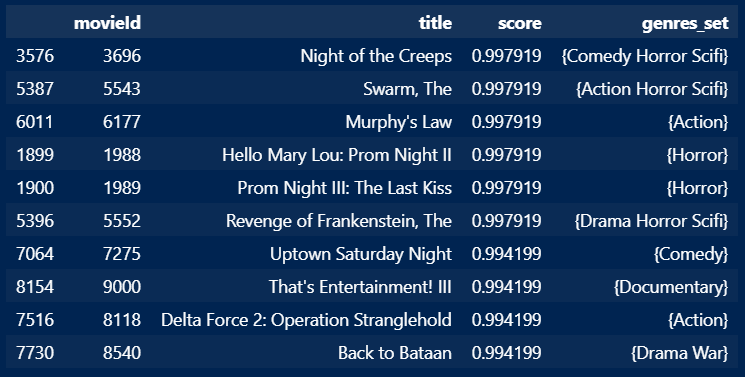 movieId title score genres_set
3576 3696 Night of the Creeps 0.997919 {Comedy Horror Scifi}
5387 5543 Swarm, The 0.997919 {Action Horror Scifi}
6011 6177 Murphy's Law 0.997919 {Action}
1899 1988 Hello Mary Lou: Prom Night II 0.997919 {Horror}
1900 1989 Prom Night III: The Last Kiss 0.997919 {Horror}
5396 5552 Revenge of Frankenstein, The 0.997919 {Drama Horror Scifi}
7064 7275 Uptown Saturday Night 0.994199 {Comedy}
8154 9000 That's Entertainment! III 0.994199 {Documentary}
7516 8118 Delta Force 2: Operation Stranglehold 0.994199 {Action}
7730 8540 Back to Bataan 0.994199 {Drama War}